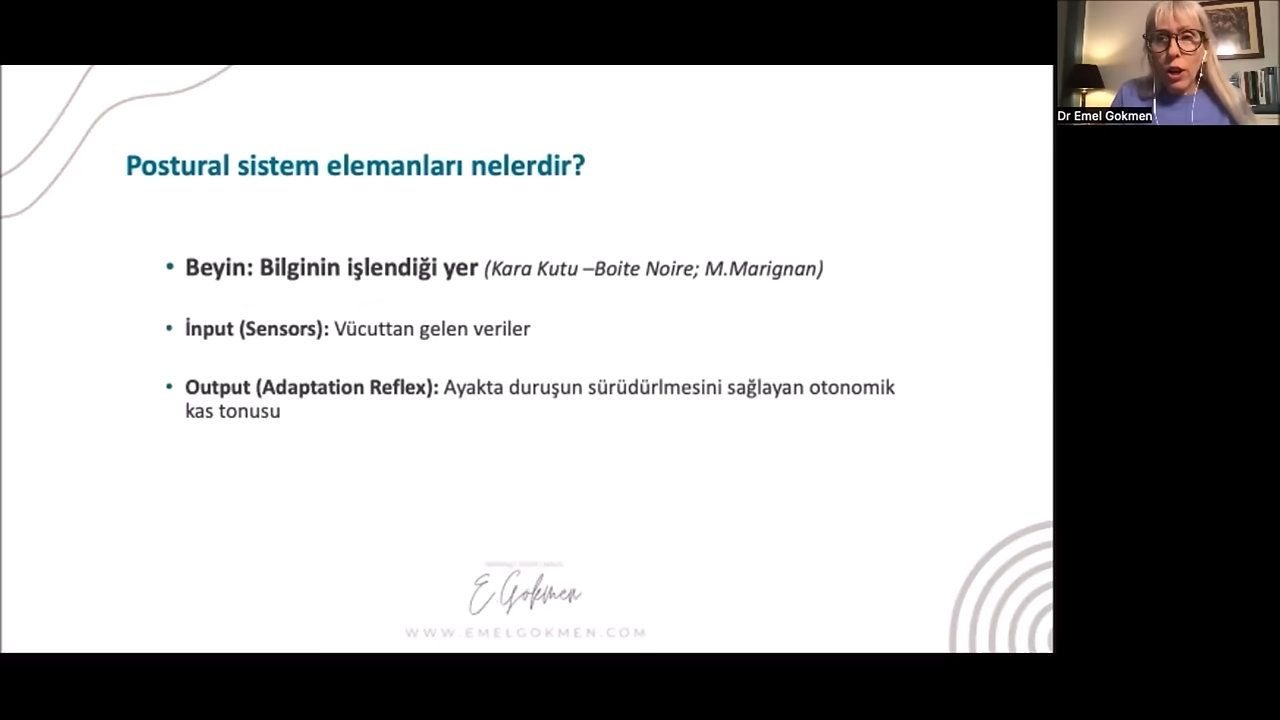 Dr Emel Gokmen
Postural sistem elemanları nelerdir?
• Beyin: Bilginin işlendiği yer (Kara Kutu –Boite Noire; M.Marignan)
• İnput (Sensors): Vücuttan gelen veriler
• Output (Adaptation Reflex): Ayakta duruşun sürüdürlmesini sağlayan otonomik
kas tonusu
E.Gokmen
WWW.EMELGOKMEN.COM